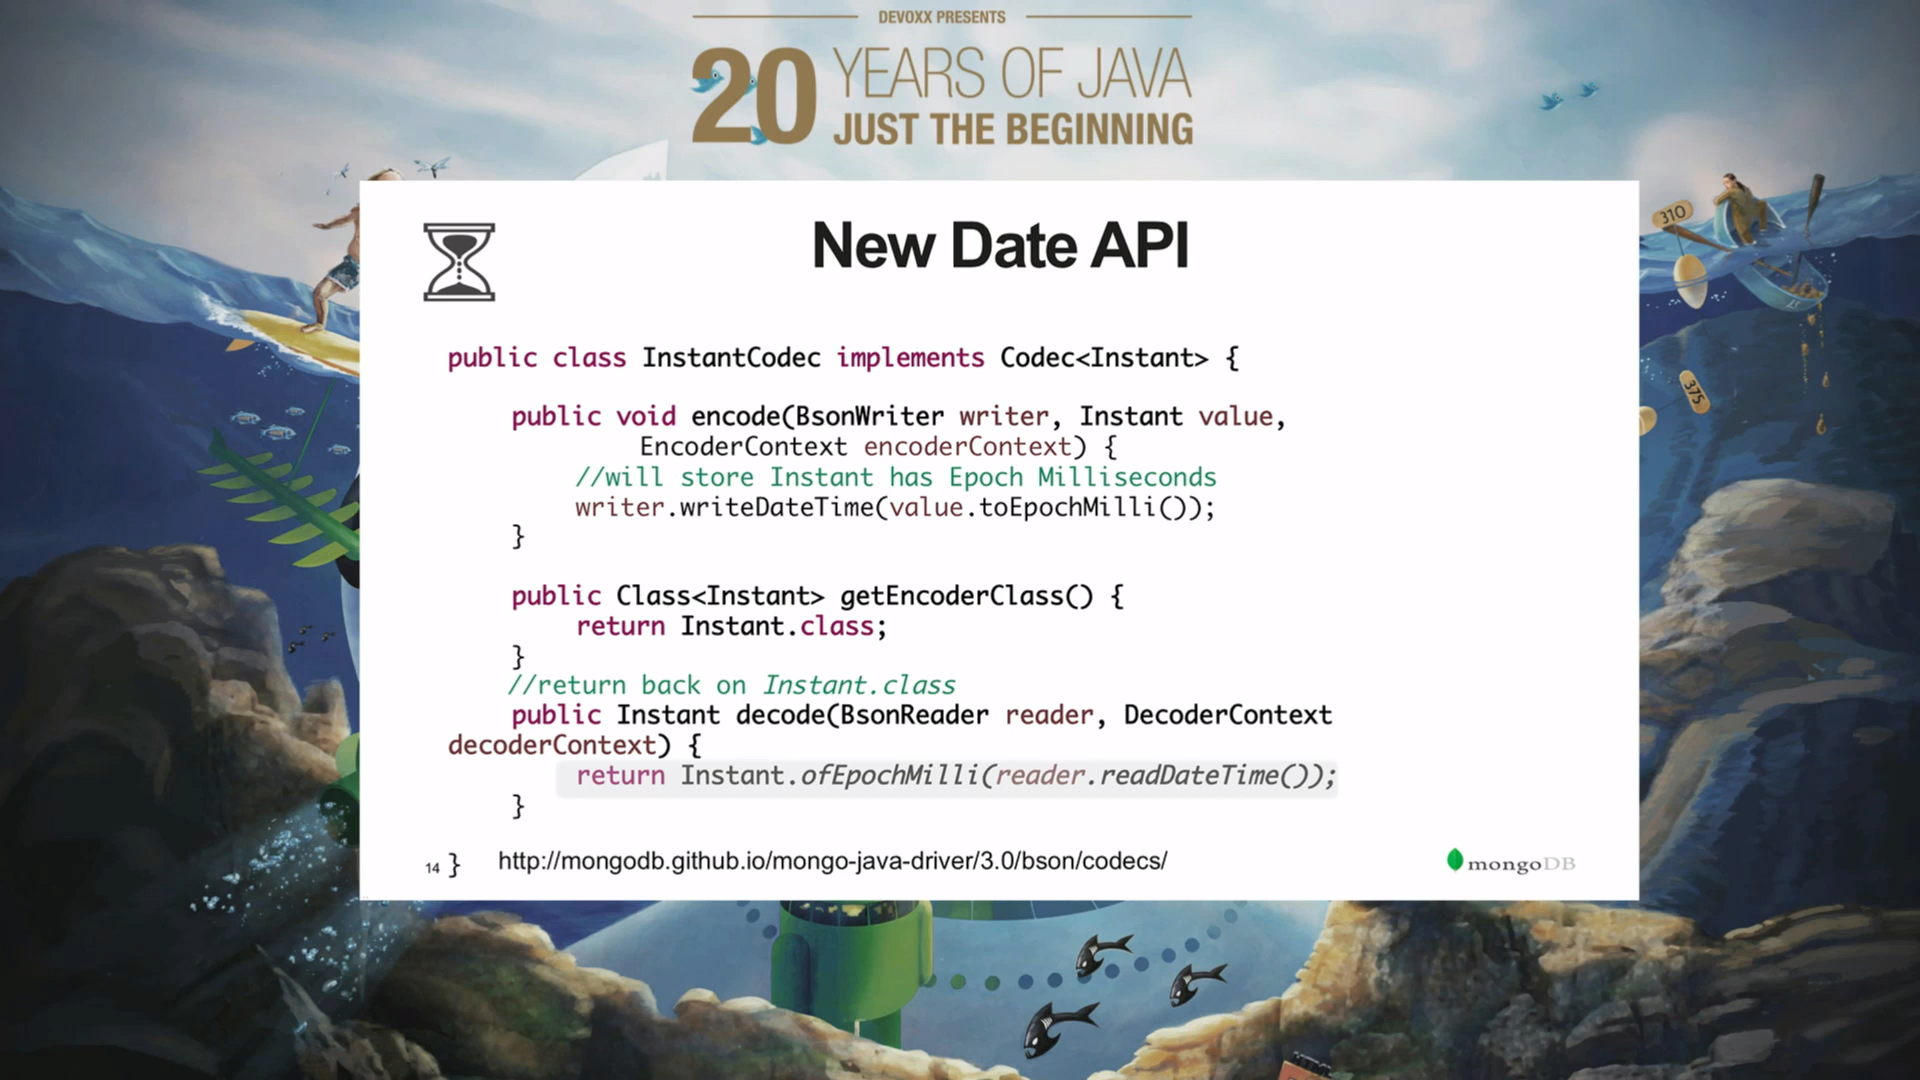 DEVOXX PRESENTS
20 YEARS OF JAVA
JUST THE BEGINNING
310
375
New Date API
public class InstantCodec implements Codec<Instant> {
public void encode(BsonWriter writer, Instant value,
EncoderContext encoderContext) {
//will store Instant has Epoch Milliseconds
writer.writeDateTime(value.toEpochMilli());
}
public Class<Instant> getEncoderClass() {
return Instant.class;
}
//return back on Instant.class
public Instant decode(BsonReader reader, DecoderContext
decoderContext) {
return Instant.ofEpochMilli(reader.readDateTime());
}
14 } http://mongodb.github.io/mongo-java-driver/3.0/bson/codecs/
mongoDB